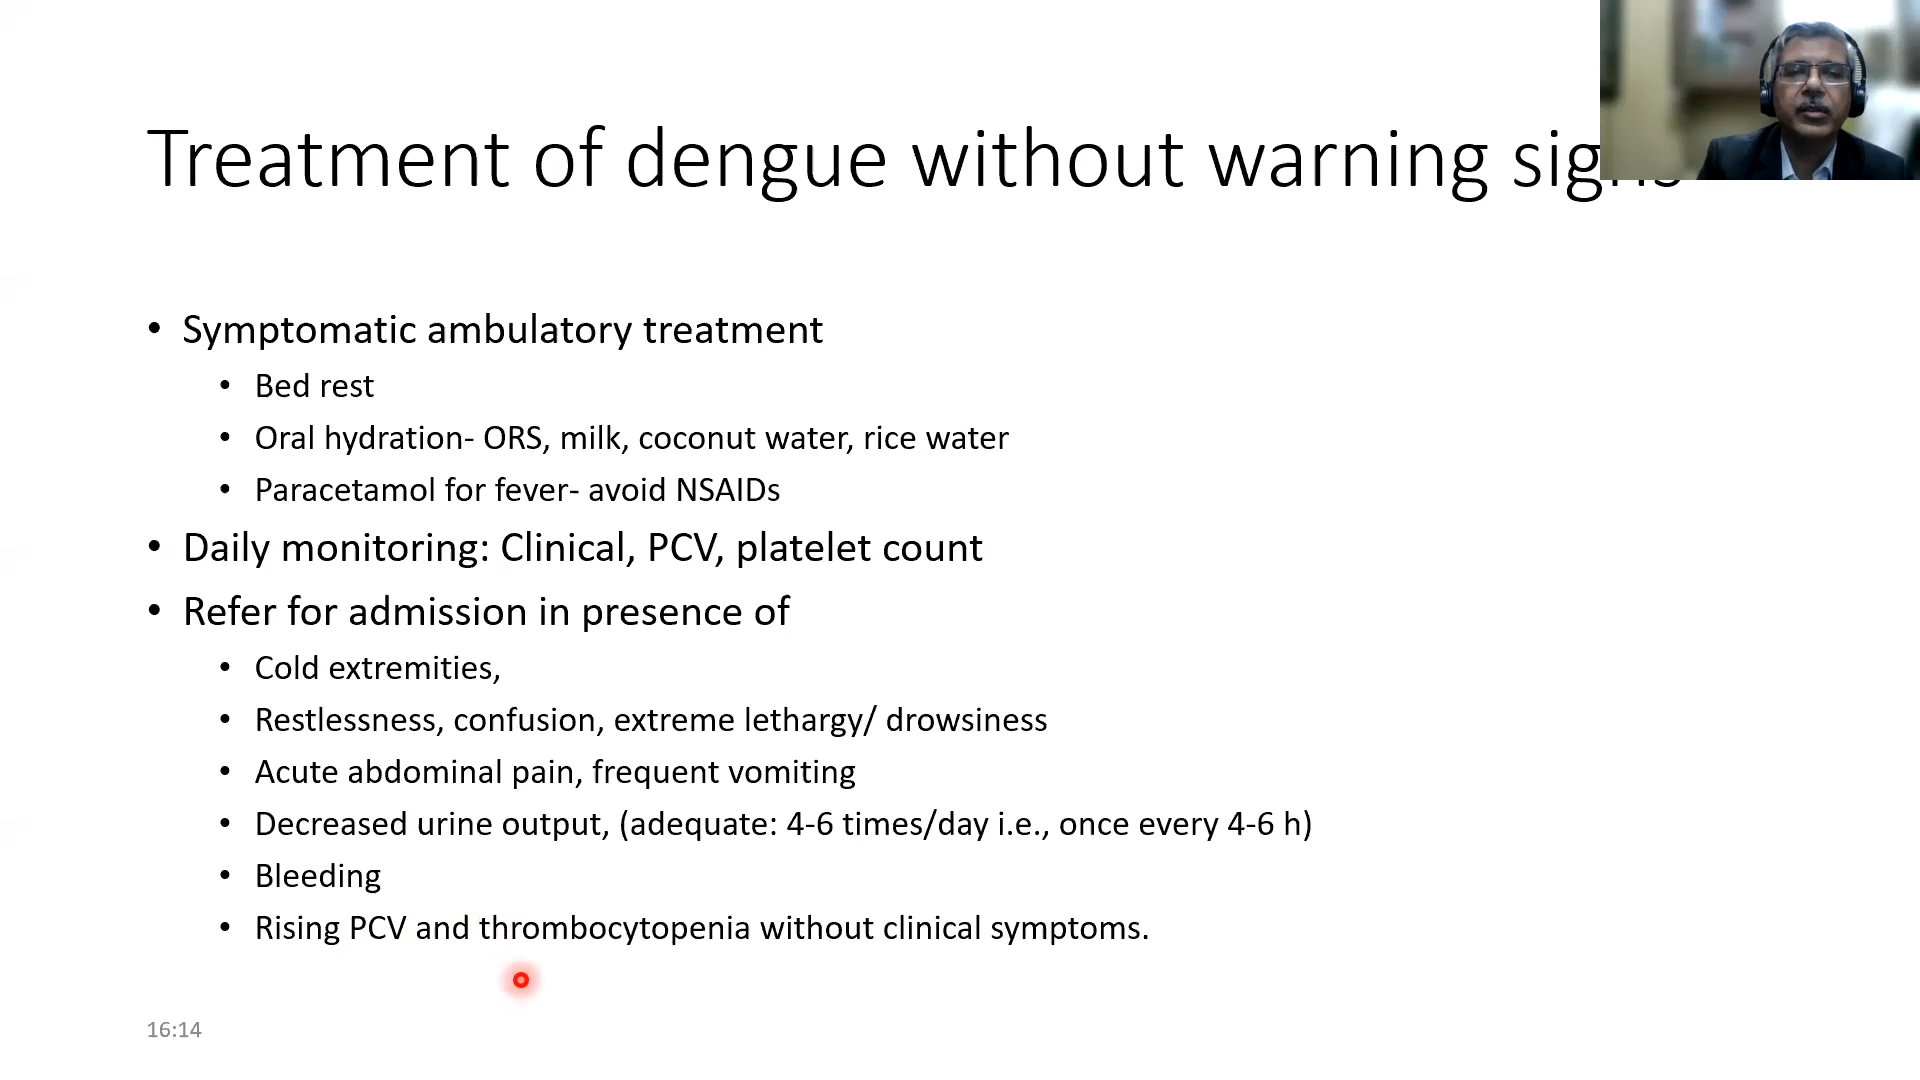 Treatment of dengue without warning signs
• Symptomatic ambulatory treatment
• Bed rest
• Oral hydration- ORS, milk, coconut water, rice water
• Paracetamol for fever- avoid NSAIDs
• Daily monitoring: Clinical, PCV, platelet count
• Refer for admission in presence of
• Cold extremities,
• Restlessness, confusion, extreme lethargy/ drowsiness
• Acute abdominal pain, frequent vomiting
• Decreased urine output, (adequate: 4-6 times/day i.e., once every 4-6 h)
• Bleeding
• Rising PCV and thrombocytopenia without clinical symptoms.
16:14